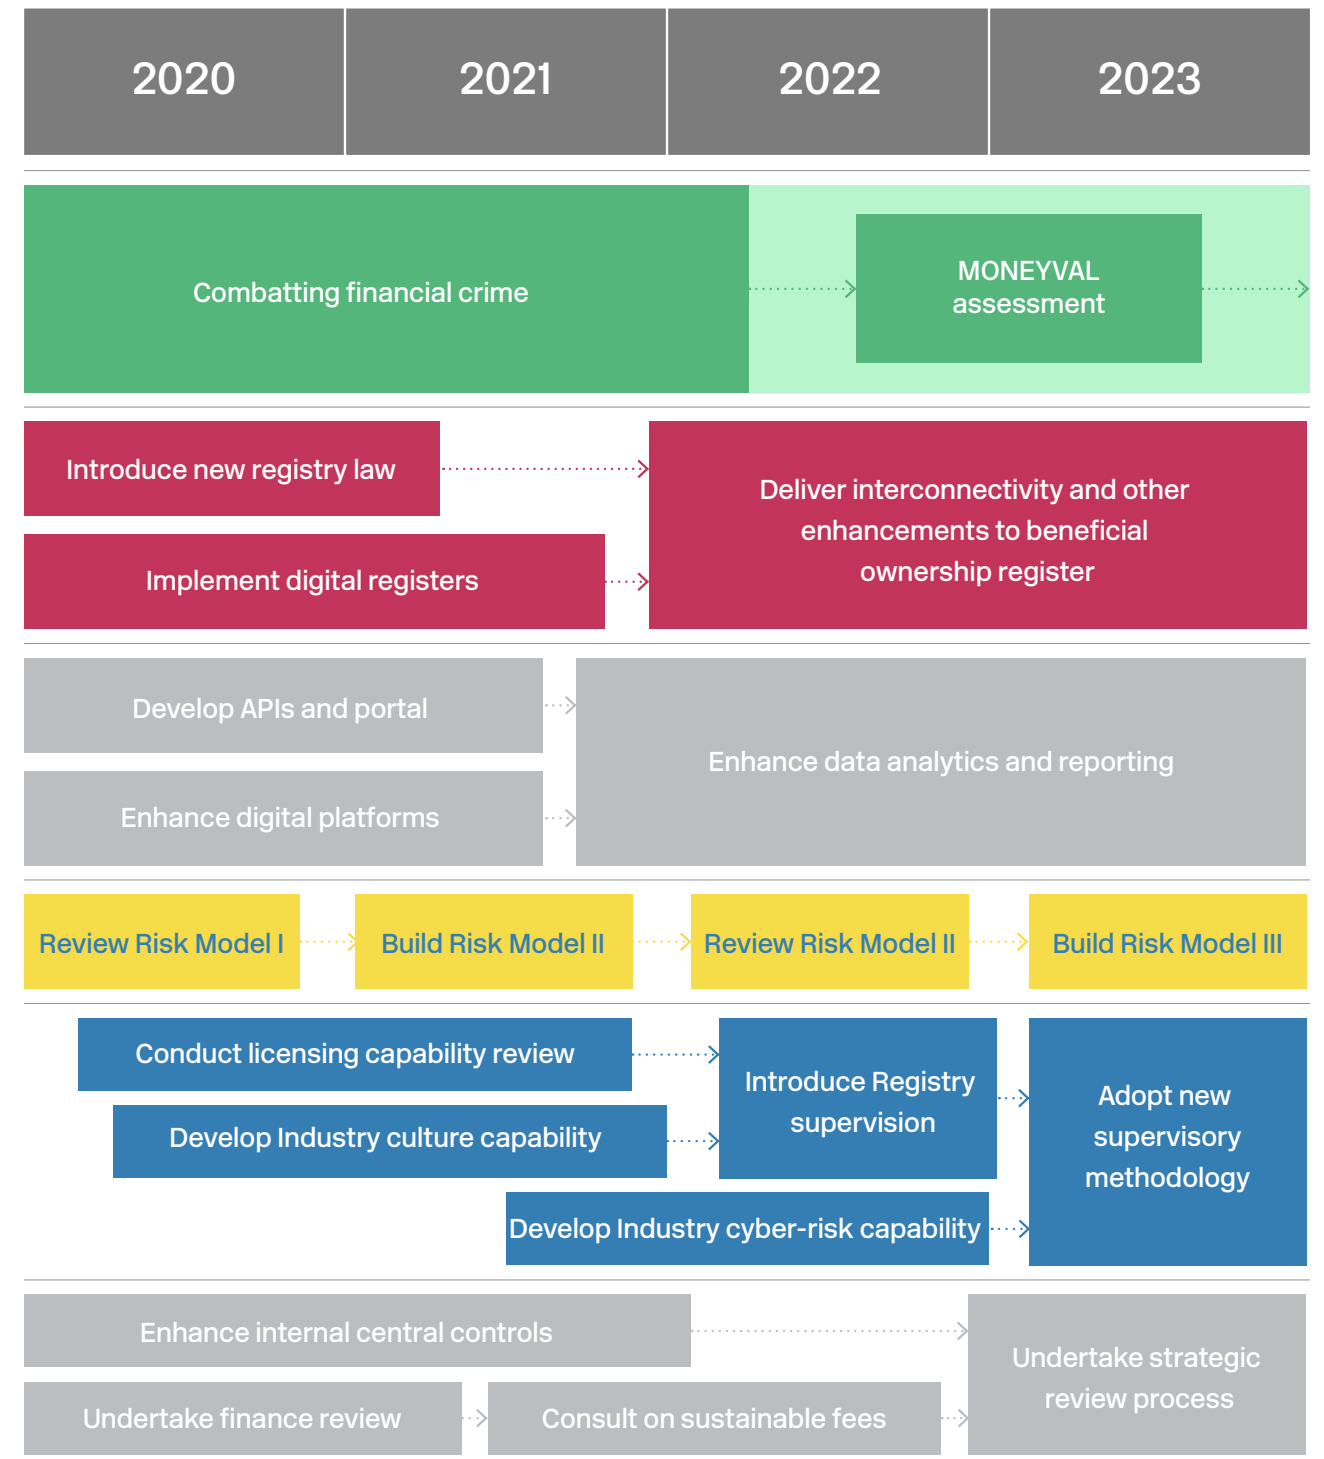 2020
2021
2022
2023
Combatting financial crime
MONEYVAL
assessment
Introduce new registry law
Implement digital registers
Deliver interconnectivity and other
enhancements to beneficial
ownership register
Develop APIs and portal
Enhance digital platforms
Enhance data analytics and reporting
Review Risk Model I
Build Risk Model II
Review Risk Model II
Build Risk Model III
Conduct licensing capability review
Develop Industry culture capability
Introduce Registry
supervision
Develop Industry cyber-risk capability
Adopt new
supervisory
methodology
Enhance internal central controls
Undertake finance review
Consult on sustainable fees
Undertake strategic
review process